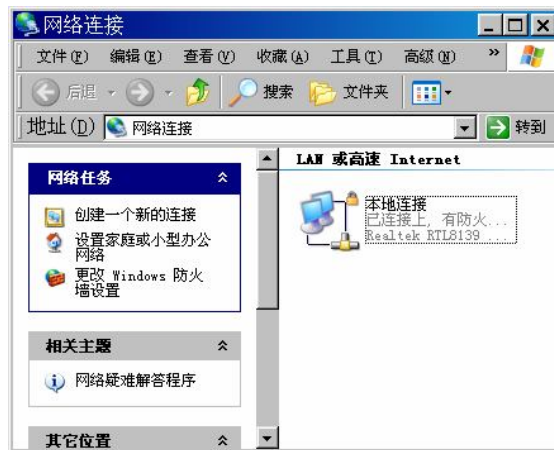 网络连接
文件(F) 编辑(E) 查看(V) 收藏(A) 工具(T) 高级(N) »
后退 搜索 文件夹
地址(D) 网络连接 转到
LAN 或高速 Internet
网络任务
本地连接
已连接上, 有防火...
Realtek RTL8139 ...
创建一个新的连接
设置家庭或小型办公
网络
更改 Windows 防火
墙设置
相关主题
网络疑难解答程序
其它位置